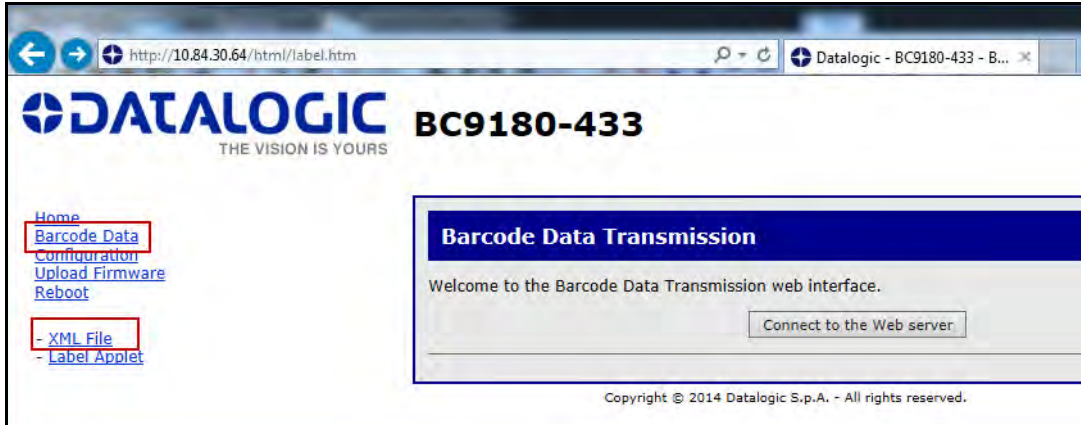 http://10.84.30.64/html/label.htm
Datalogic - BC9180-433 - B...
DATALOGIC
THE VISION IS YOURS
BC9180-433
Home
Barcode Data
Configuration
Upload Firmware
Reboot
- XML File
- Label Applet
Barcode Data Transmission
Welcome to the Barcode Data Transmission web interface.
Connect to the Web server
Copyright © 2014 Datalogic S.p.A. - All rights reserved.